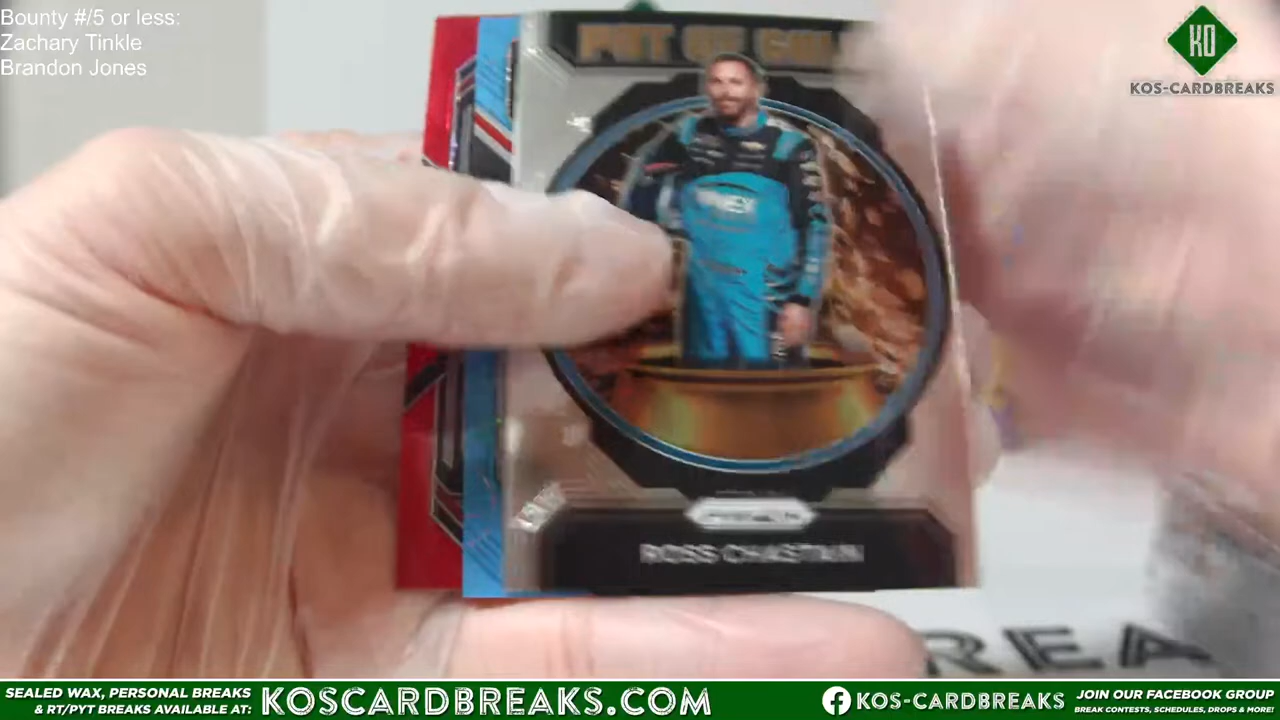 Bounty #/5 or less:
Zachary Tinkle
Brandon Jones
KO
KOS-CARDBREAKS
ROSS CHASTAIN
REA
SEALED WAX, PERSONAL BREAKS
& RT/PYT BREAKS AVAILABLE AT:
KOSCARDBREAKS.COM
KOS-CARDBREAKS
JOIN OUR FACEBOOK GROUP
BREAK CONTESTS, SCHEDULES, DROPS & MORE!